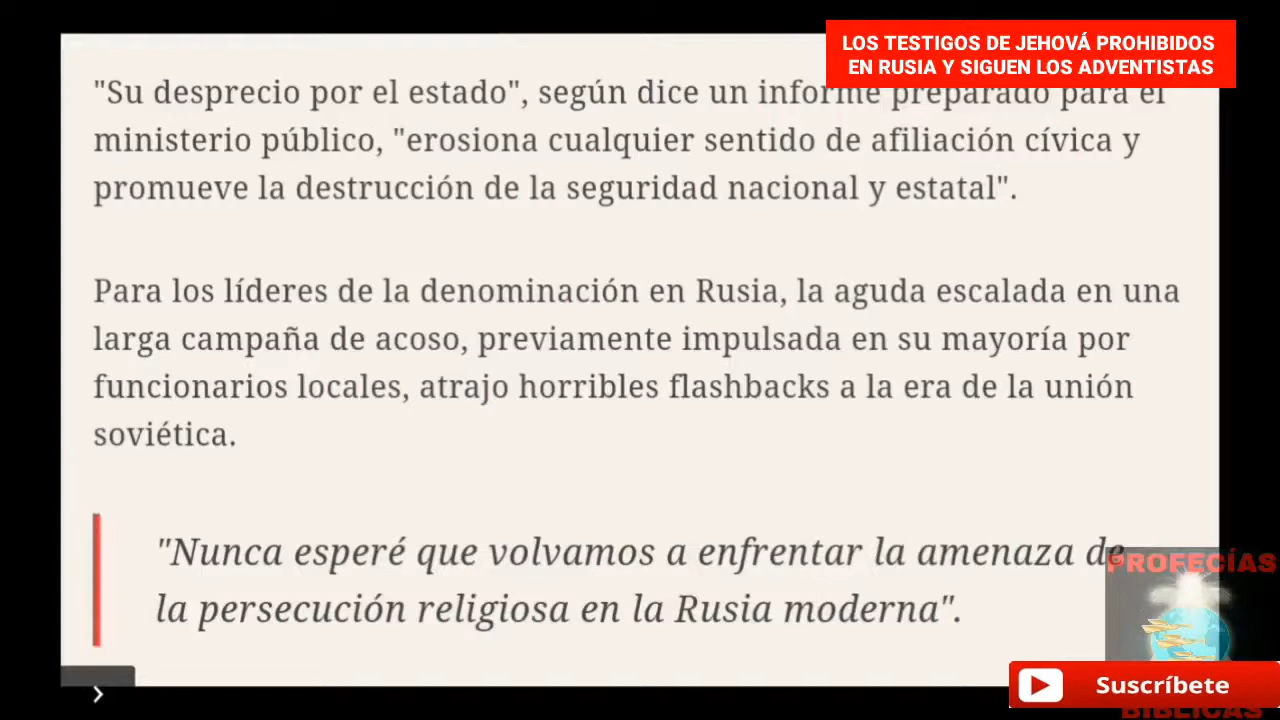 LOS TESTIGOS DE JEHOVÁ PROHIBIDOS
EN RUSIA Y SIGUEN LOS ADVENTISTAS
"Su desprecio por el estado", según dice un informe preparado para el
ministerio público, "erosiona cualquier sentido de afiliación cívica y
promueve la destrucción de la seguridad nacional y estatal".
Para los líderes de la denominación en Rusia, la aguda escalada en una
larga campaña de acoso, previamente impulsada en su mayoría por
funcionarios locales, atrajo horribles flashbacks a la era de la unión
soviética.
"Nunca esperé que volvamos a enfrentar la amenaza de
la persecución religiosa en la Rusia moderna".
PROFECÍAS
Suscríbete
BÍBLICAS